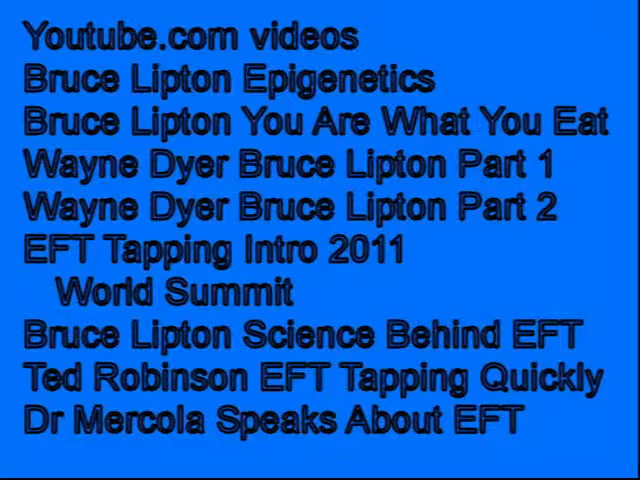 Youtube.com videos
Bruce Lipton Epigenetics
Bruce Lipton You Are What You Eat
Wayne Dyer Bruce Lipton Part 1
Wayne Dyer Bruce Lipton Part 2
EFT Tapping Intro 2011
World Summit
Bruce Lipton Science Behind EFT
Ted Robinson EFT Tapping Quickly
Dr Mercola Speaks About EFT